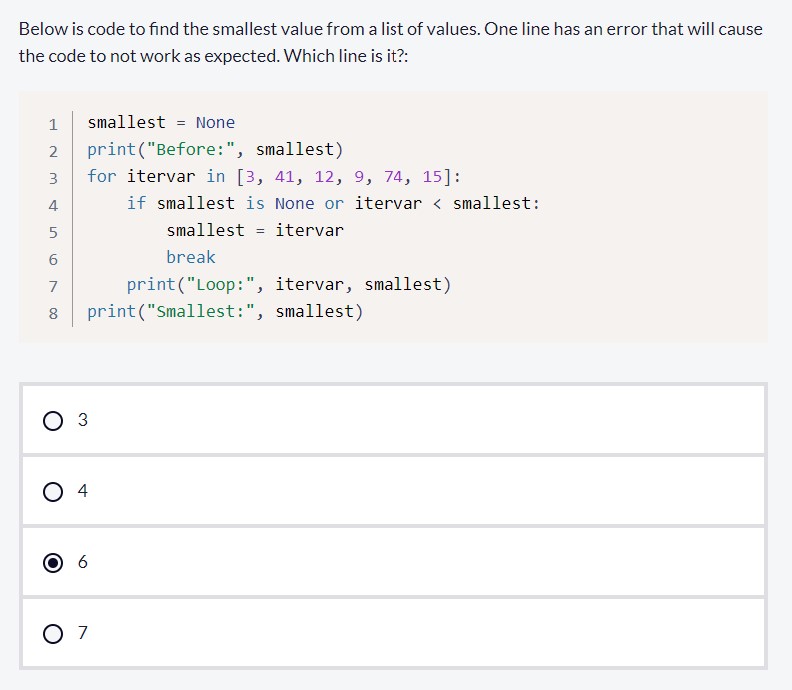 Below is code to find the smallest value from a list of values. One line has an error that will cause
the code to not work as expected. Which line is it?:
1 smallest = None
2 print("Before:", smallest)
3 for itervar in [3, 41, 12, 9, 74, 15]:
4     if smallest is None or itervar < smallest:
5         smallest = itervar
6         break
7     print("Loop:", itervar, smallest)
8 print("Smallest:", smallest)
3
4
6
7